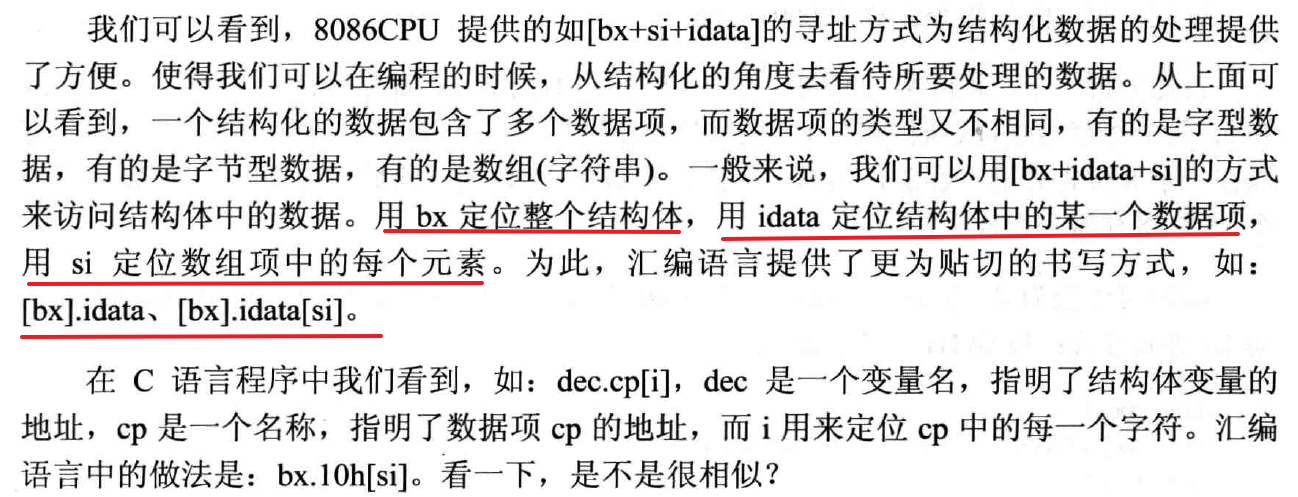 我们可以看到，8086CPU 提供的如[bx+si+idata]的寻址方式为结构化数据的处理提供
了方便。使得我们可以在编程的时候，从结构化的角度去看待所要处理的数据。从上面可
以看到，一个结构化的数据包含了多个数据项，而数据项的类型又不相同，有的是字型数
据，有的是字节型数据，有的是数组(字符串)。一般来说，我们可以用[bx+idata+si]的方式
来访问结构体中的数据。用 bx 定位整个结构体，用 idata 定位结构体中的某一个数据项，
用 si 定位数组项中的每个元素。为此，汇编语言提供了更为贴切的书写方式，如：
[bx].idata、[bx].idata[si]。
在 C 语言程序中我们看到，如：dec.cp[i]，dec 是一个变量名，指明了结构体变量的
地址，cp 是一个名称，指明了数据项 cp 的地址，而 i 用来定位 cp 中的每一个字符。汇编
语言中的做法是：bx.10h[si]。看一下，是不是很相似？